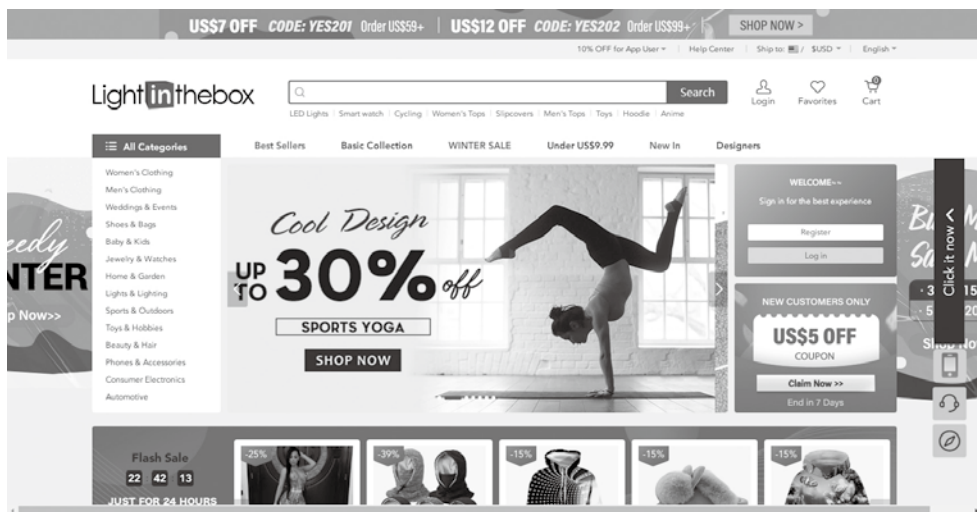 US$7 OFF CODE: YES201 Order US$59+ US$12 OFF CODE: YES202 Order US$99+ SHOP NOW >
10% OFF for App User Help Center Ship to: / $USD English
Light in the box
Search
Login Favorites 0 Cart
LED Lights Smart watch Cycling Women's Tops Slipcovers Men's Tops Toys Hoodie Anime
All Categories Best Sellers Basic Collection WINTER SALE Under US$9.99 New In Designers
Women's Clothing
Men's Clothing
Weddings & Events
Shoes & Bags
Baby & Kids
Jewelry & Watches
Home & Garden
Lights & Lighting
Sports & Outdoors
Toys & Hobbies
Beauty & Hair
Phones & Accessories
Consumer Electronics
Automotive
Cool Design
UP TO 30% off
SPORTS YOGA
SHOP NOW
WELCOME~~
Sign in for the best experience
Register
Log in
NEW CUSTOMERS ONLY
US$5 OFF
COUPON
Claim Now >>
End in 7 Days
Click it now
Flash Sale
22 42 13
JUST FOR 24 HOURS
-25% -39% -15% -15% -15%